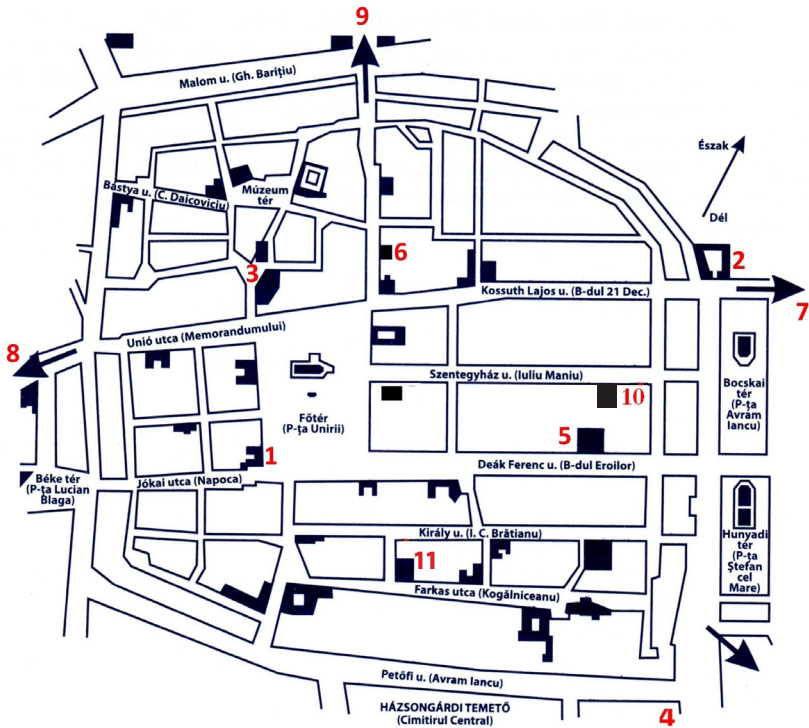 9
Malom u. (Gh. Barițiu)
Észak
Dél
Bástya u. (C. Daicoviciu)
Múzeum
tér
6
2
3
Kossuth Lajos u. (B-dul 21 Dec.)
7
Unió utca (Memorandumului)
8
Szentegyház u. (Iuliu Maniu)
10
Bocskai
tér
(P-ța
Avram
Iancu)
Főtér
(P-ța Unirii)
5
1
Deák Ferenc u. (B-dul Eroilor)
Béke tér
(P-ța Lucian
Blaga)
Jókai utca (Napoca)
Király u. (I. C. Brătianu)
Hunyadi
tér
(P-ța
Ștefan
cel
Mare)
11
Farkas utca (Kogălniceanu)
Petőfi u. (Avram Iancu)
4
HÁZSONGÁRDI TEMETŐ
(Cimitirul Central)